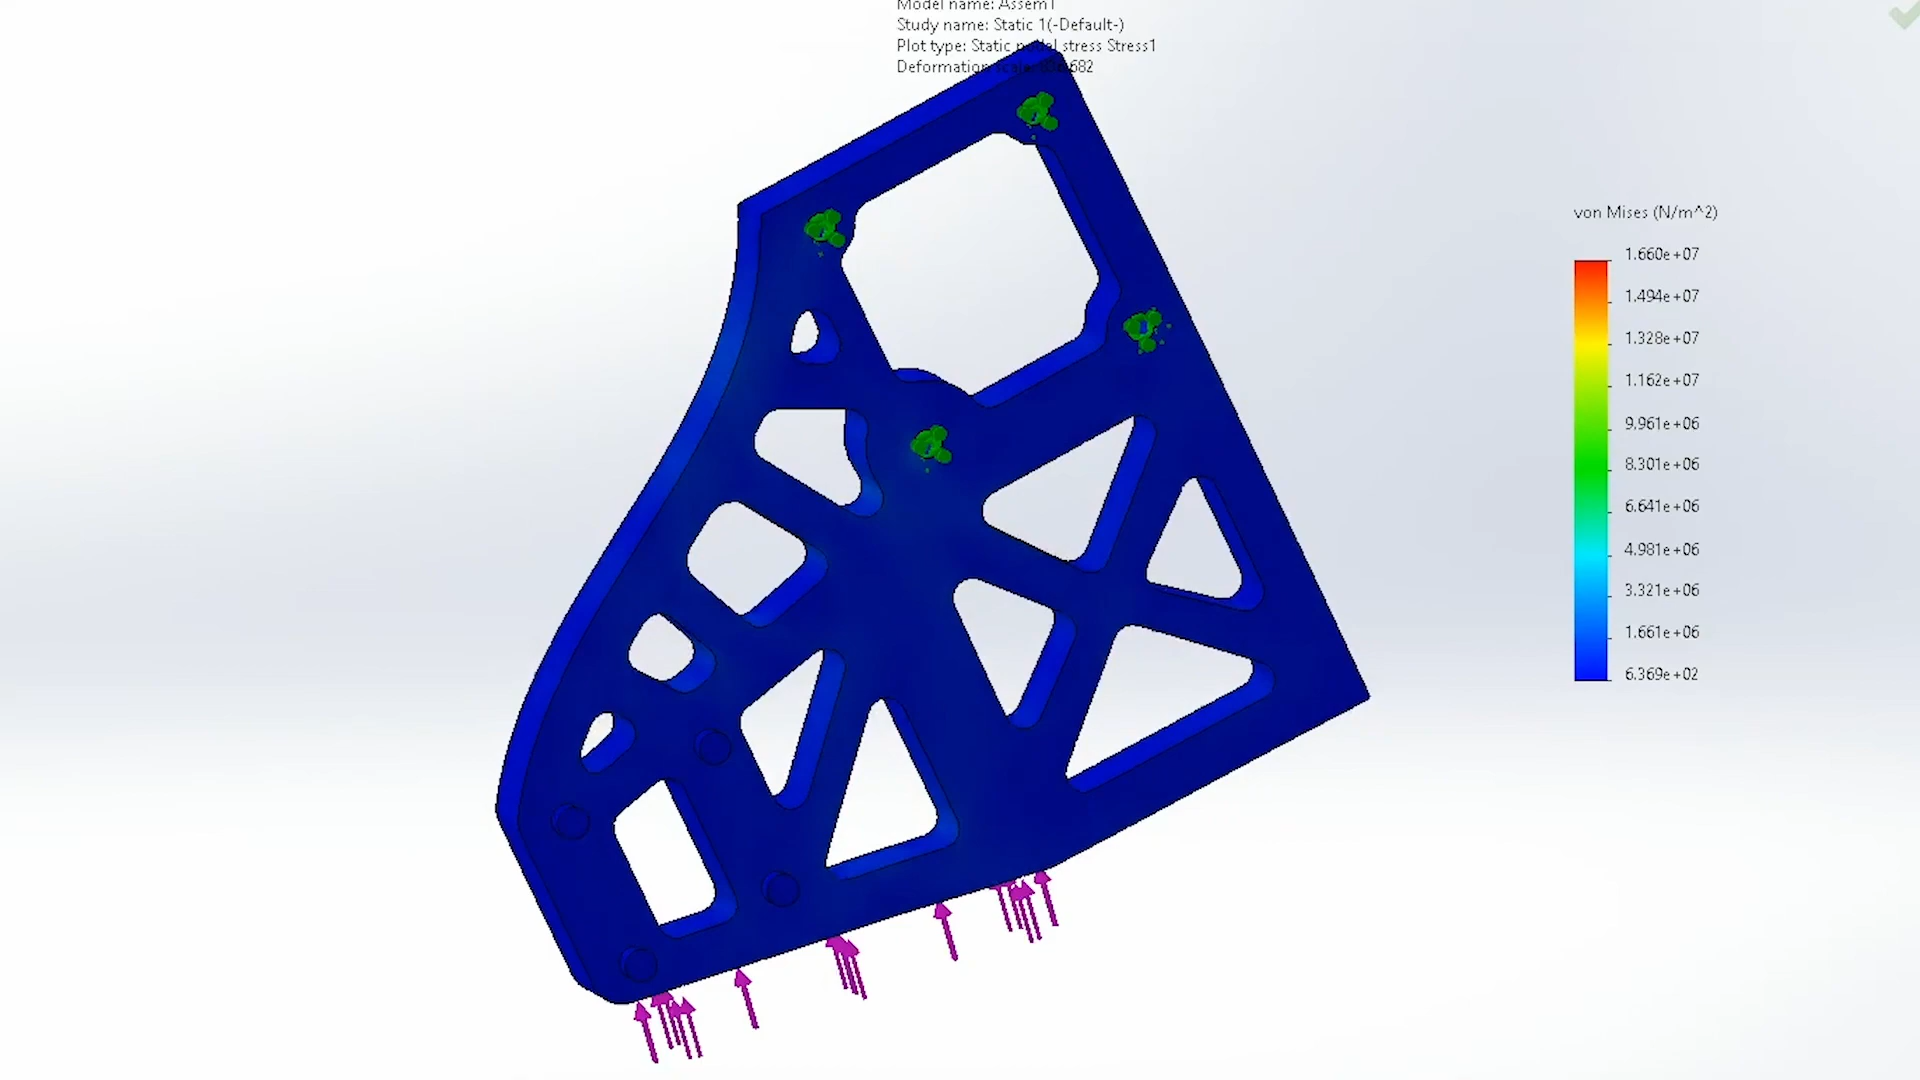 Model name: Assem1
Study name: Static 1(-Default-)
Plot type: Static nodal stress Stress1
Deformation scale:
von Mises (N/m^2)
1.660e+07
1.494e+07
1.328e+07
1.162e+07
9.961e+06
8.301e+06
6.641e+06
4.981e+06
3.321e+06
1.661e+06
6.369e+02